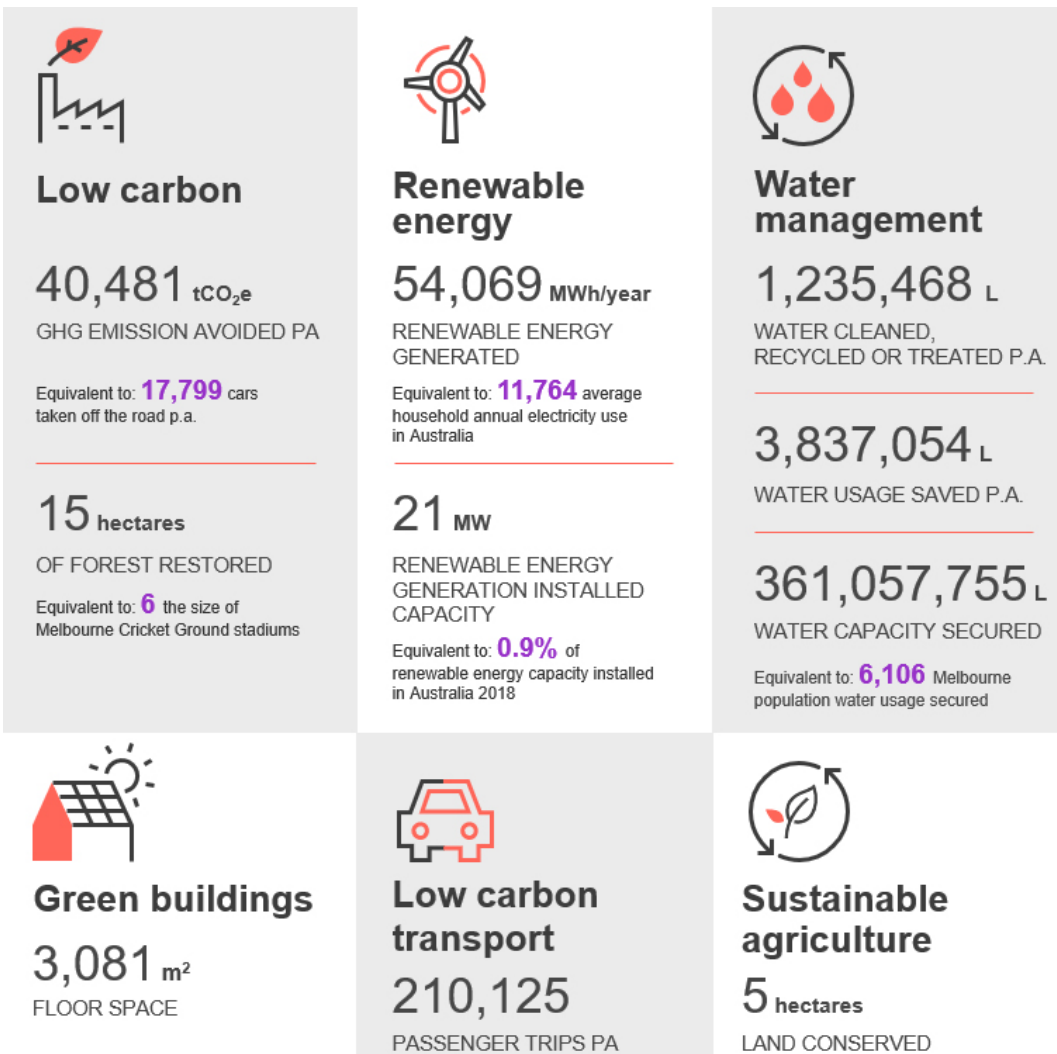 Low carbon
40,481 tCO₂e
GHG EMISSION AVOIDED PA
Equivalent to: 17,799 cars
taken off the road p.a.
15 hectares
OF FOREST RESTORED
Equivalent to: 6 the size of
Melbourne Cricket Ground stadiums
Renewable
energy
54,069 MWh/year
RENEWABLE ENERGY
GENERATED
Equivalent to: 11,764 average
household annual electricity use
in Australia
21 MW
RENEWABLE ENERGY
GENERATION INSTALLED
CAPACITY
Equivalent to: 0.9% of
renewable energy capacity installed
in Australia 2018
Water
management
1,235,468 L
WATER CLEANED,
RECYCLED OR TREATED P.A.
3,837,054 L
WATER USAGE SAVED P.A.
361,057,755 L
WATER CAPACITY SECURED
Equivalent to: 6,106 Melbourne
population water usage secured
Green buildings
3,081 m²
FLOOR SPACE
Low carbon
transport
210,125
PASSENGER TRIPS PA
Sustainable
agriculture
5 hectares
LAND CONSERVED